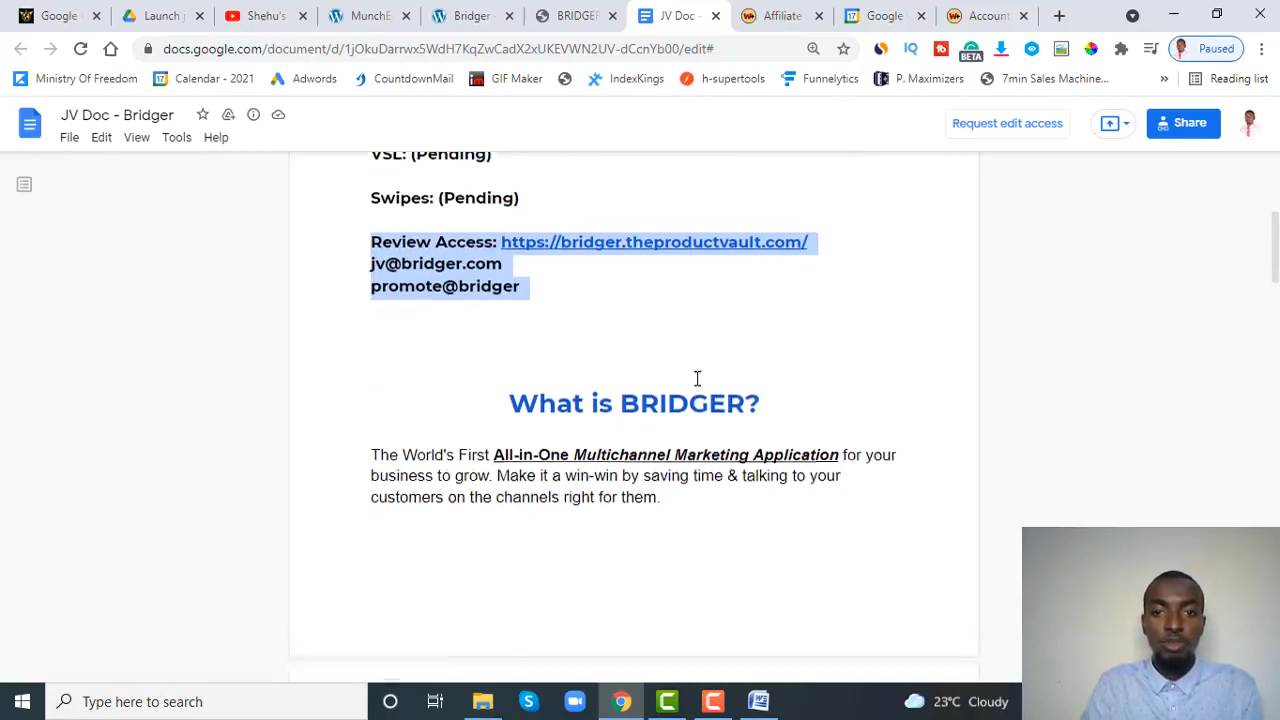 Google
Launch j
Shehu's
MunchE
Bridger -
BRIDGER
JV Doc -
Affiliate
Google
Account
docs.google.com/document/d/1jOkuDarrwx5WdH7KqZwCadX2xUKEVWN2UV-dCcnYb00/edit#
BETA
Paused
Ministry Of Freedom
Calendar - 2021
Adwords
CountdownMail
GIF Maker
IndexKings
h-supertools
Funnelytics
P. Maximizers
7min Sales Machine...
»
Reading list
JV Doc - Bridger
File Edit View Tools Help
Request edit access
Share
VSL: (Pending)
Swipes: (Pending)
Review Access: https://bridger.theproductvault.com/
jv@bridger.com
promote@bridger
What is BRIDGER?
The World's First All-in-One Multichannel Marketing Application for your
business to grow. Make it a win-win by saving time & talking to your
customers on the channels right for them.
Type here to search
23°C Cloudy